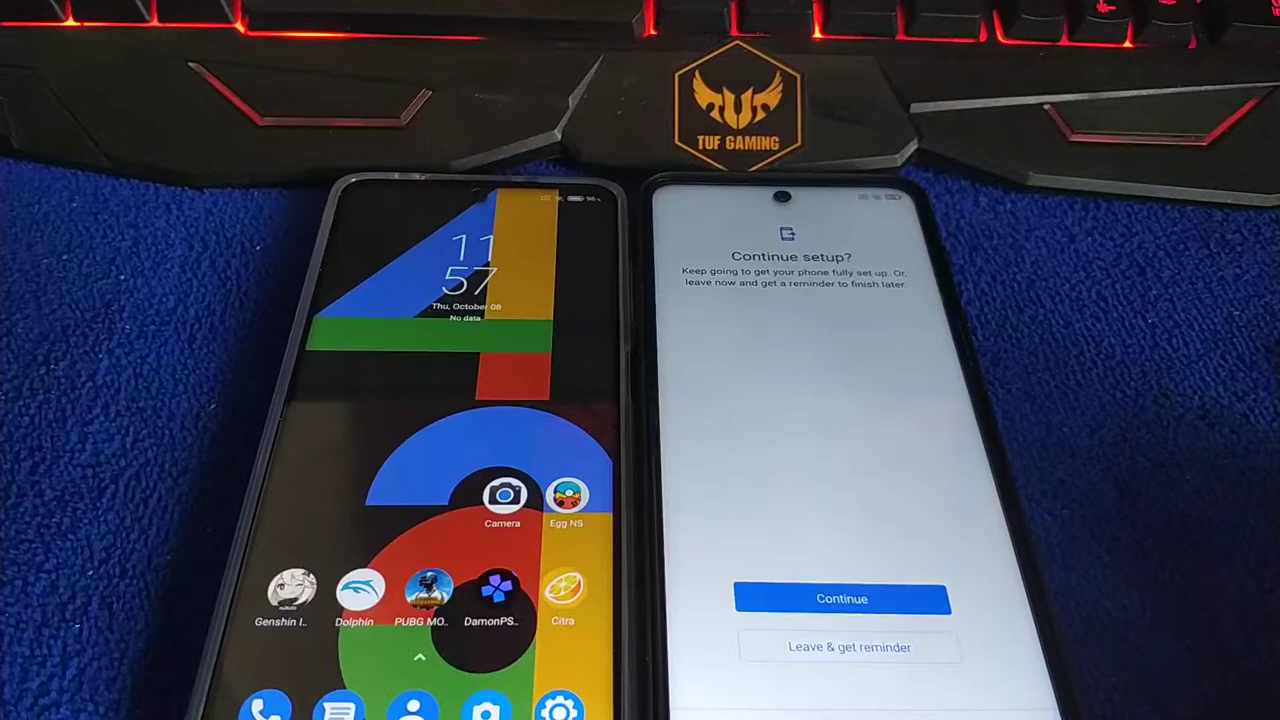 TUF GAMING
96
11
57
Thu, October 08
No data
Camera
Egg NS
Genshin I..
Dolphin
PUBG MO..
DamonPS..
Citra
Continue setup?
Keep going to get your phone fully set up. Or,
leave now and get a reminder to finish later.
Continue
Leave & get reminder